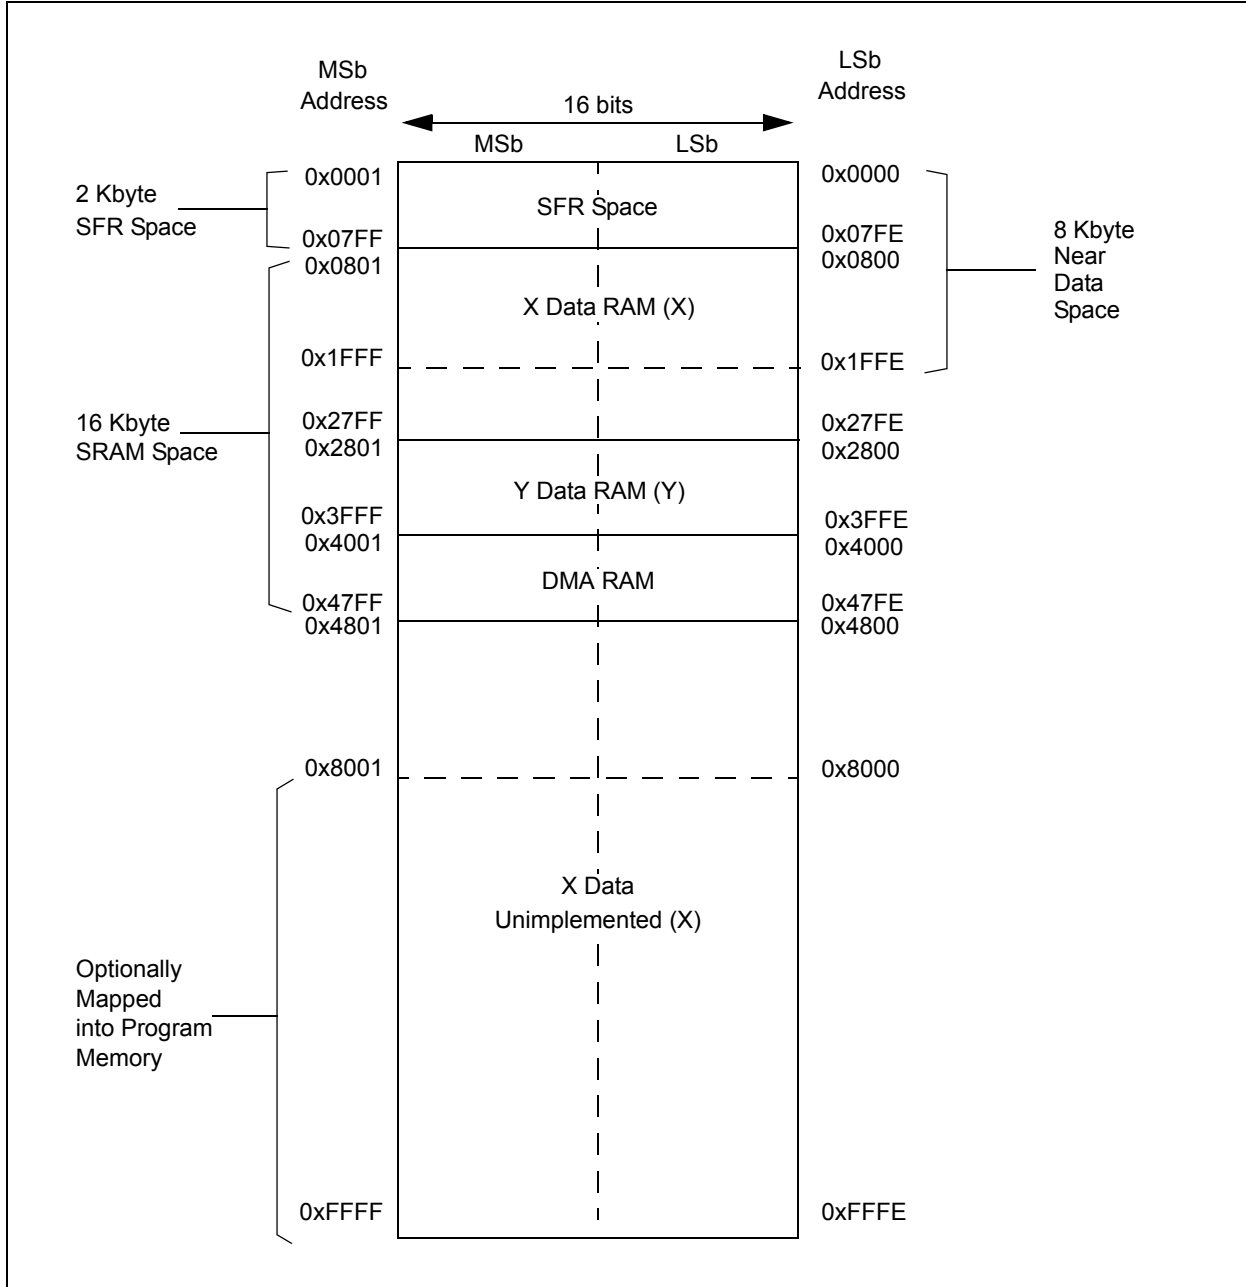 MSb
Address
LSb
Address
16 bits
MSb
LSb
2 Kbyte
SFR Space
0x0001
0x07FF
0x0801
SFR Space
0x0000
0x07FE
0x0800
8 Kbyte
Near
Data
Space
X Data RAM (X)
0x1FFF
0x1FFE
16 Kbyte
SRAM Space
0x27FF
0x2801
0x27FE
0x2800
Y Data RAM (Y)
0x3FFF
0x4001
0x3FFE
0x4000
DMA RAM
0x47FF
0x4801
0x47FE
0x4800
0x8001
0x8000
X Data
Unimplemented (X)
Optionally
Mapped
into Program
Memory
0xFFFF
0xFFFE